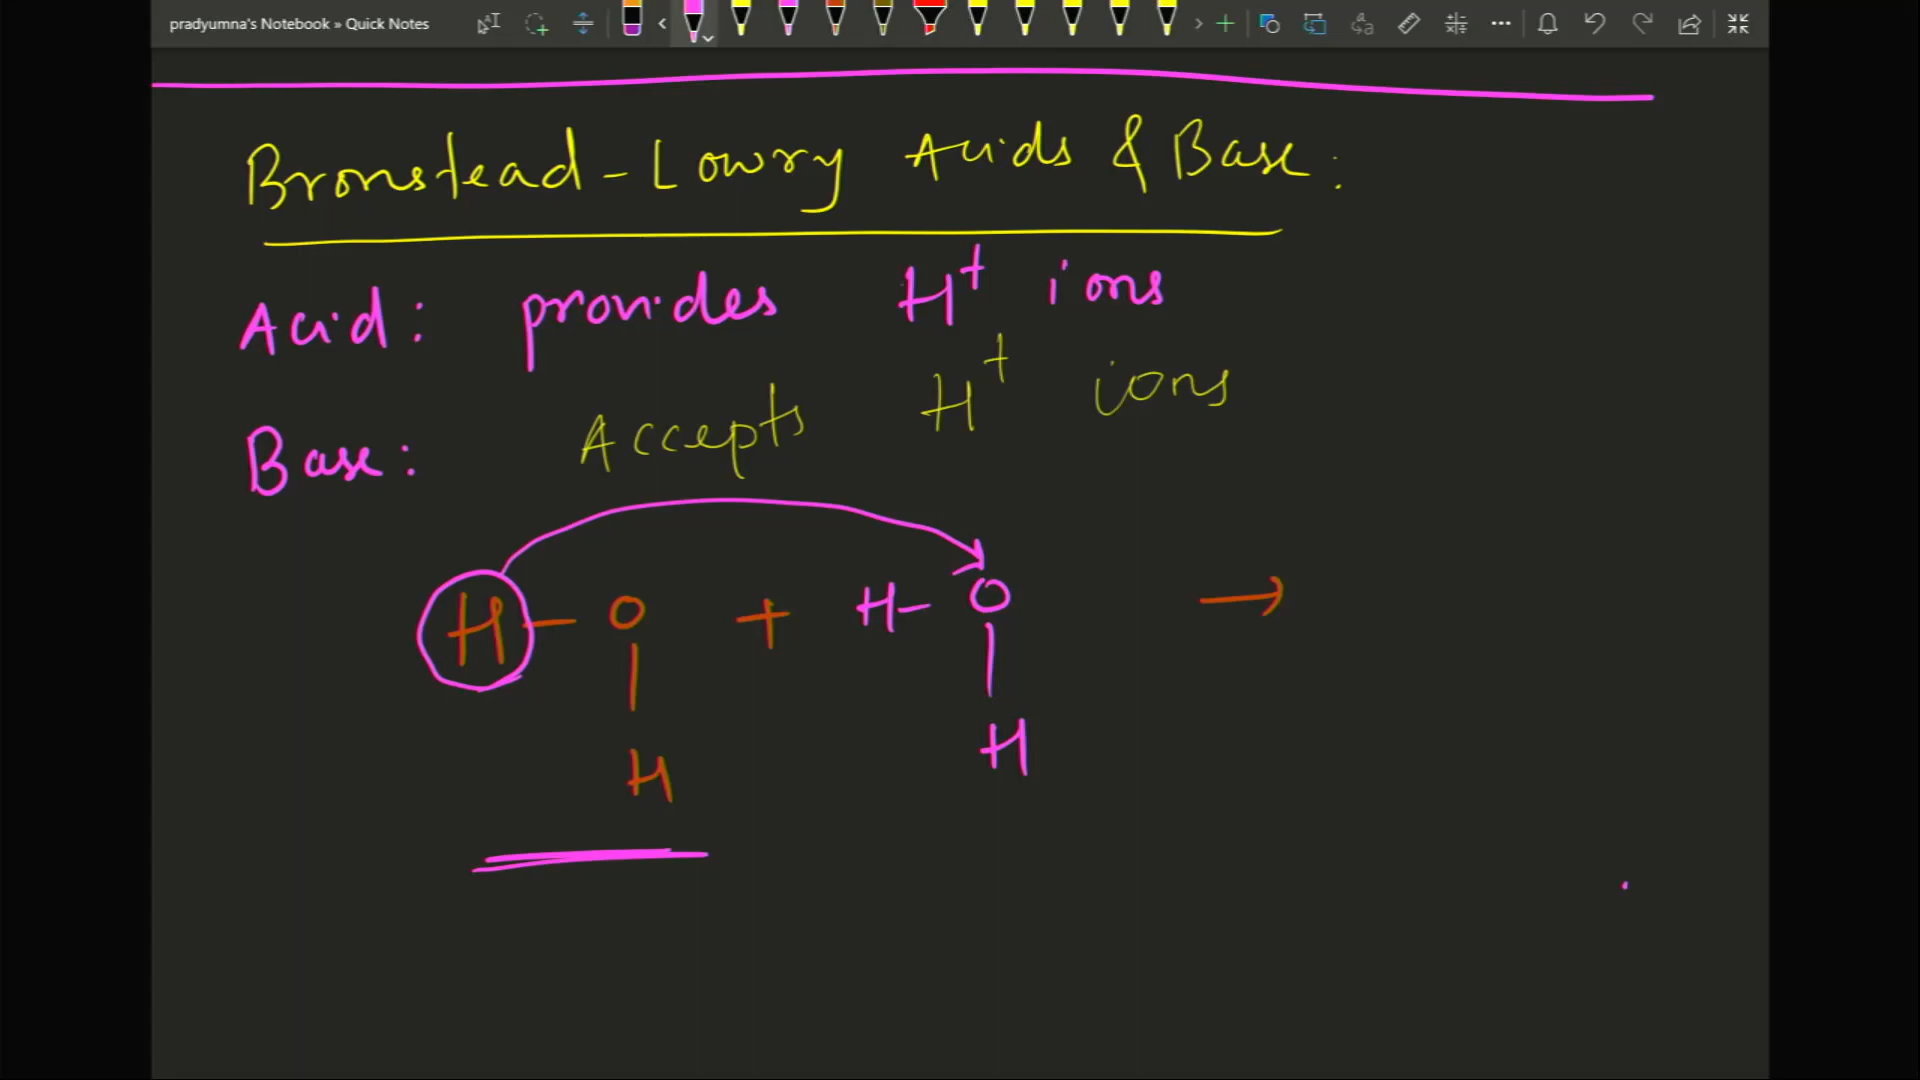 pradyumna's Notebook » Quick Notes
Bronstead-Lowry Acids & Base:
Acid: provides H⁺ ions
Base: Accepts H⁺ ions
H-O + H-O →
H H